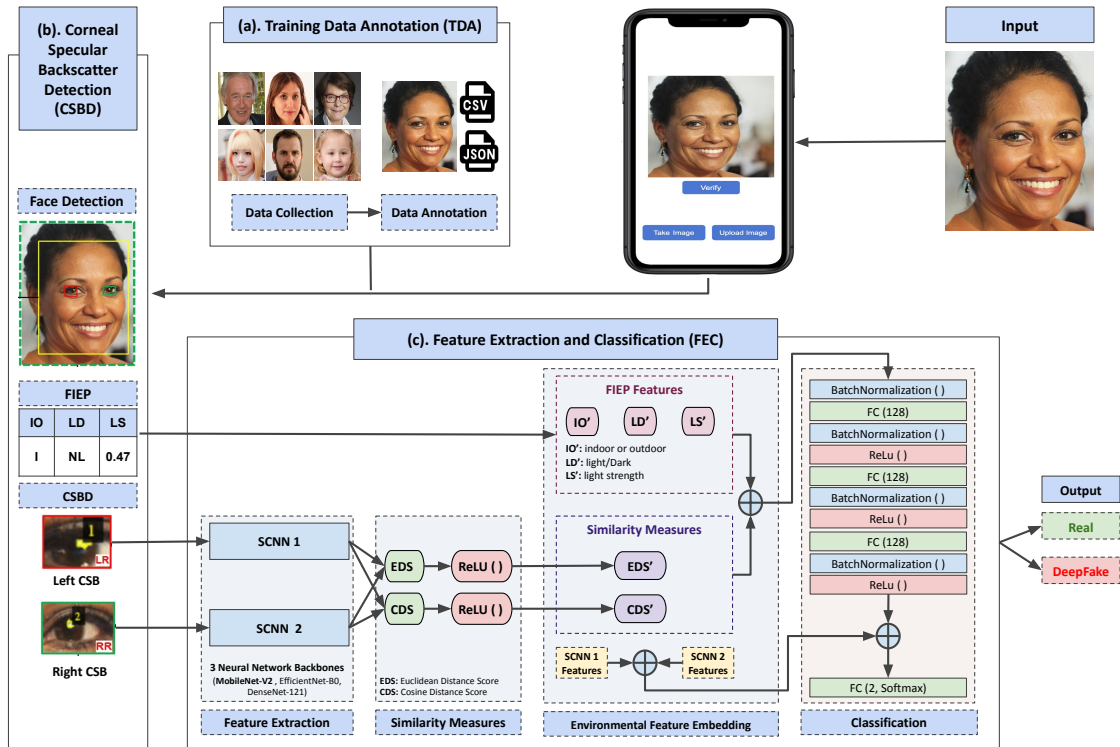 (b). Corneal
Specular
Backscatter
Detection
(CSBD)
(a). Training Data Annotation (TDA)
CSV
JSON
Data Collection
Data Annotation
Verify
Take Image
Upload Image
Input
Face Detection
FIEP
IO LD LS
I NL 0.47
CSBD
1
LR
Left CSB
2
RR
Right CSB
(c). Feature Extraction and Classification (FEC)
SCNN 1
SCNN 2
3 Neural Network Backbones
(MobileNet-V2 , EfficientNet-B0,
DenseNet-121)
Feature Extraction
EDS
ReLU ( )
CDS
ReLU ( )
EDS: Euclidean Distance Score
CDS: Cosine Distance Score
Similarity Measures
FIEP Features
IO’
LD’
LS’
IO’: indoor or outdoor
LD’: light/Dark
LS’: light strength
Similarity Measures
EDS’
CDS’
SCNN 1
Features
SCNN 2
Features
Environmental Feature Embedding
BatchNormalization ( )
FC (128)
BatchNormalization ( )
ReLu ( )
FC (128)
BatchNormalization ( )
ReLu ( )
FC (128)
BatchNormalization ( )
ReLu ( )
FC (2, Softmax)
Classification
Output
Real
DeepFake